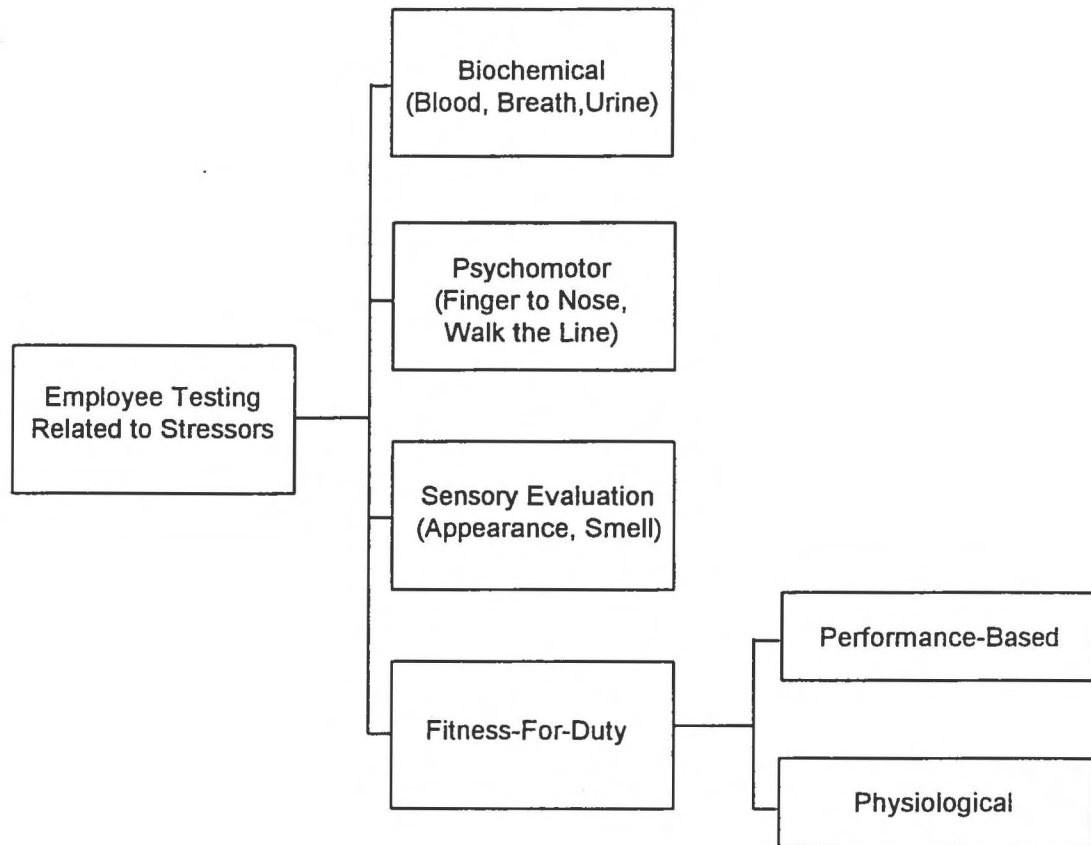 Biochemical
(Blood, Breath,Urine)
Psychomotor
(Finger to Nose,
Walk the Line)
Employee Testing
Related to Stressors
Sensory Evaluation
(Appearance, Smell)
Performance-Based
Fitness-For-Duty
Physiological